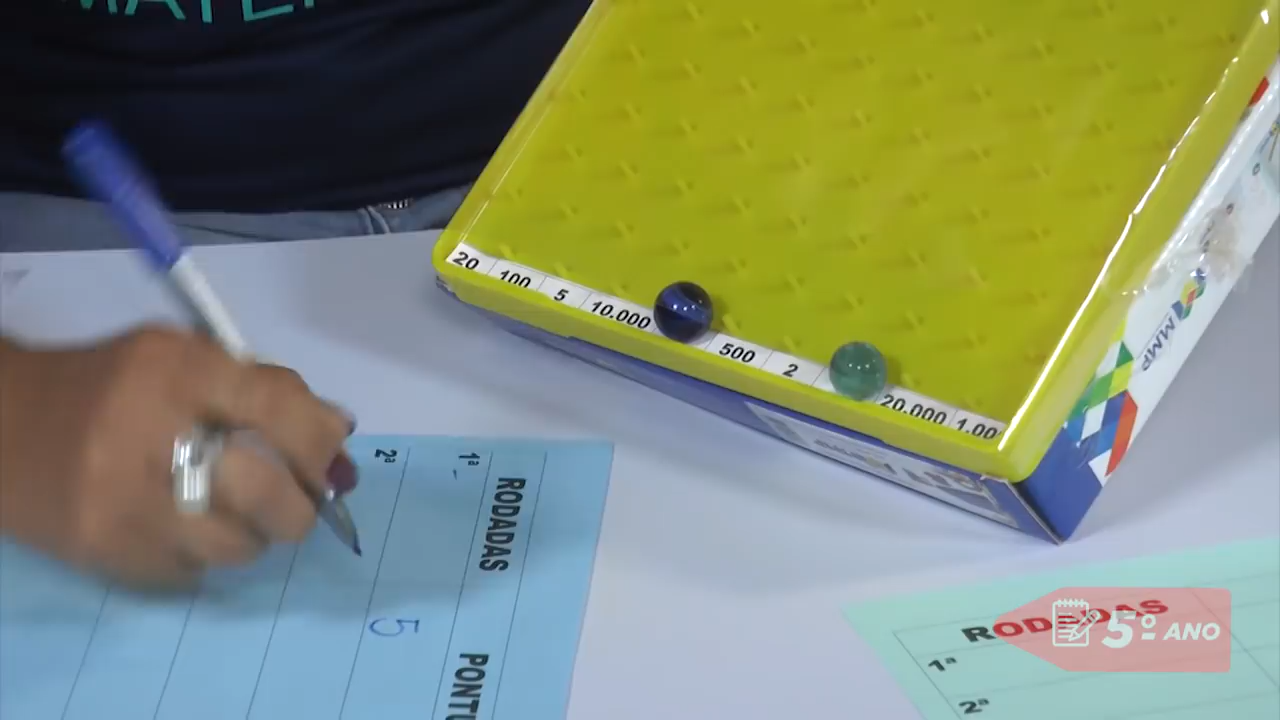 20 100 5 10.000 500 2 20.000 1.00
MMP
RODADAS
1ª
2ª
PONTU
5
RODADAS
1ª
2ª
5º ANO